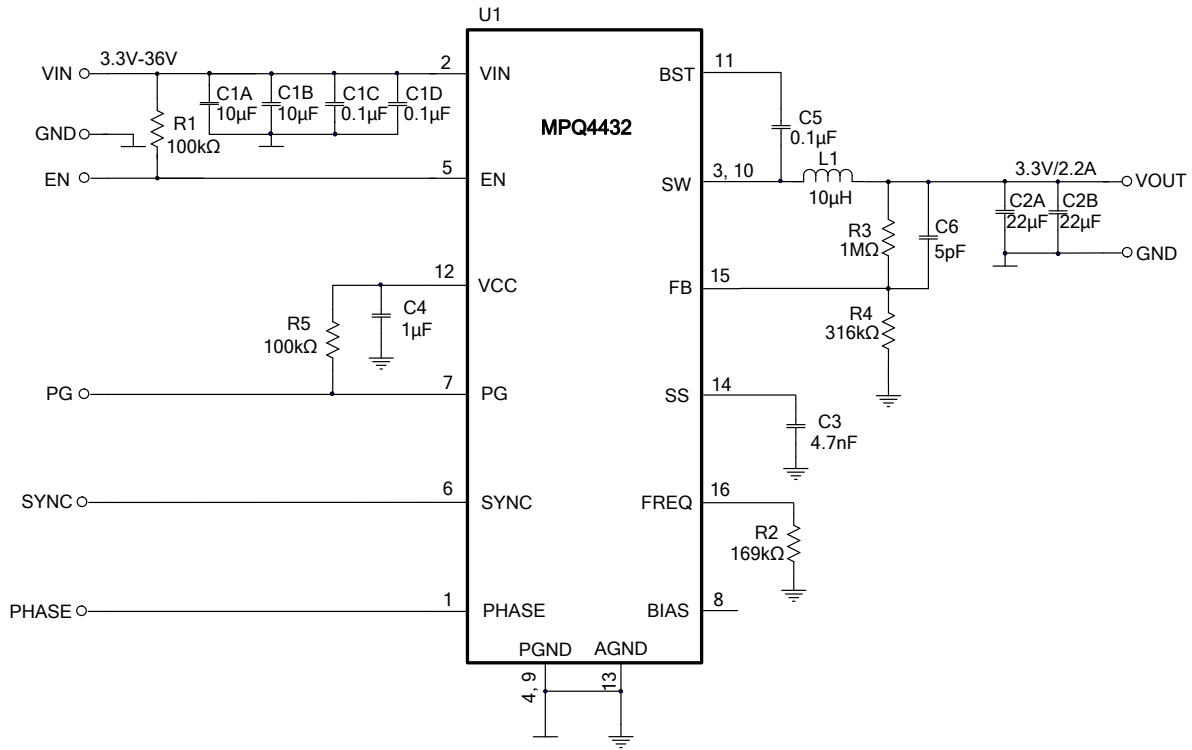 U1
MPQ4432
VIN
3.3V-36V
2
VIN
C1A
10µF
C1B
10µF
C1C
0.1µF
C1D
0.1µF
GND
R1
100kΩ
EN
5
EN
12
VCC
C4
1µF
R5
100kΩ
PG
7
PG
SYNC
6
SYNC
PHASE
1
PHASE
PGND
AGND
4, 9
13
BST
11
C5
0.1µF
SW
3, 10
L1
10µH
3.3V/2.2A
VOUT
C2A
22µF
C2B
22µF
GND
R3
1MΩ
C6
5pF
FB
15
R4
316kΩ
SS
14
C3
4.7nF
FREQ
16
R2
169kΩ
BIAS
8